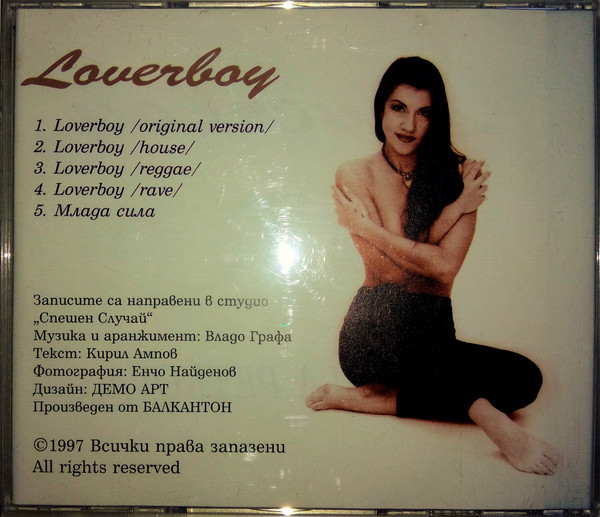 Loverboy
1. Loverboy /original version/
2. Loverboy /house/
3. Loverboy /reggae/
4. Loverboy /rave/
5. Млада сила
Записите са направени в студио
„Спешен Случай“
Музика и аранжимент: Владо Графа
Текст: Кирил Ампов
Фотография: Енчо Найденов
Дизайн: ДЕМО АРТ
Произведен от БАЛКАНТОН
©1997 Всички права запазени
All rights reserved